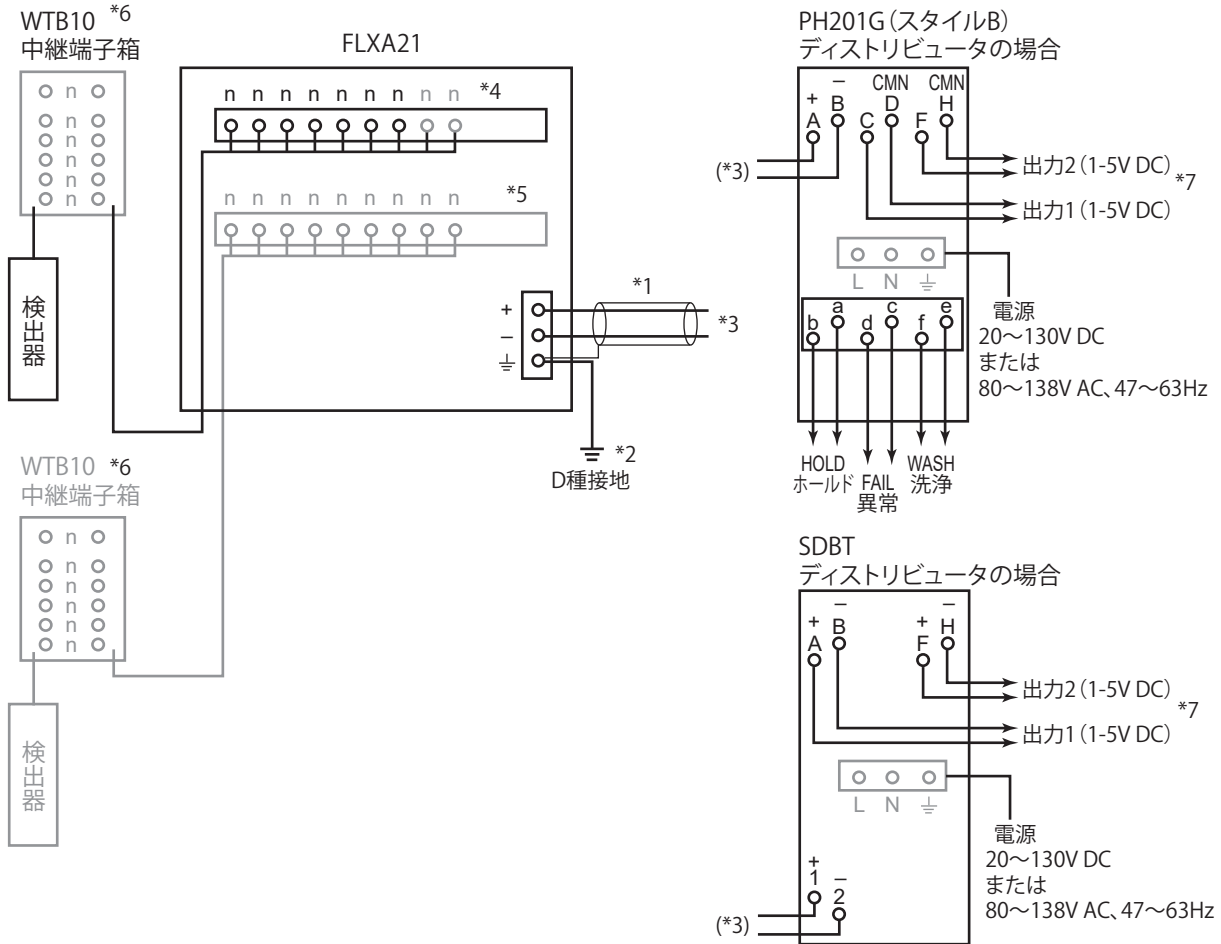 WTB10 *6
中継端子箱
n
n
n
n
n
n
検出器
FLXA21
n n n n n n n n n *4
n n n n n n n n n *5
+
–
*1
*3
*2
D種接地
WTB10 *6
中継端子箱
n
n
n
n
n
n
検出器
PH201G(スタイルB)
ディストリビュータの場合
– CMN CMN
+ B D H
A C F
(*3)
出力2(1-5V DC)
*7
出力1(1-5V DC)
L N
電源
20~130V DC
または
80~138V AC、47~63Hz
a c e
b d f
HOLD
ホールド
FAIL
異常
WASH
洗浄
SDBT
ディストリビュータの場合
– –
+ B + H
A F
出力2(1-5V DC)
*7
出力1(1-5V DC)
L N
電源
20~130V DC
または
80~138V AC、47~63Hz
+
1 –
2
(*3)